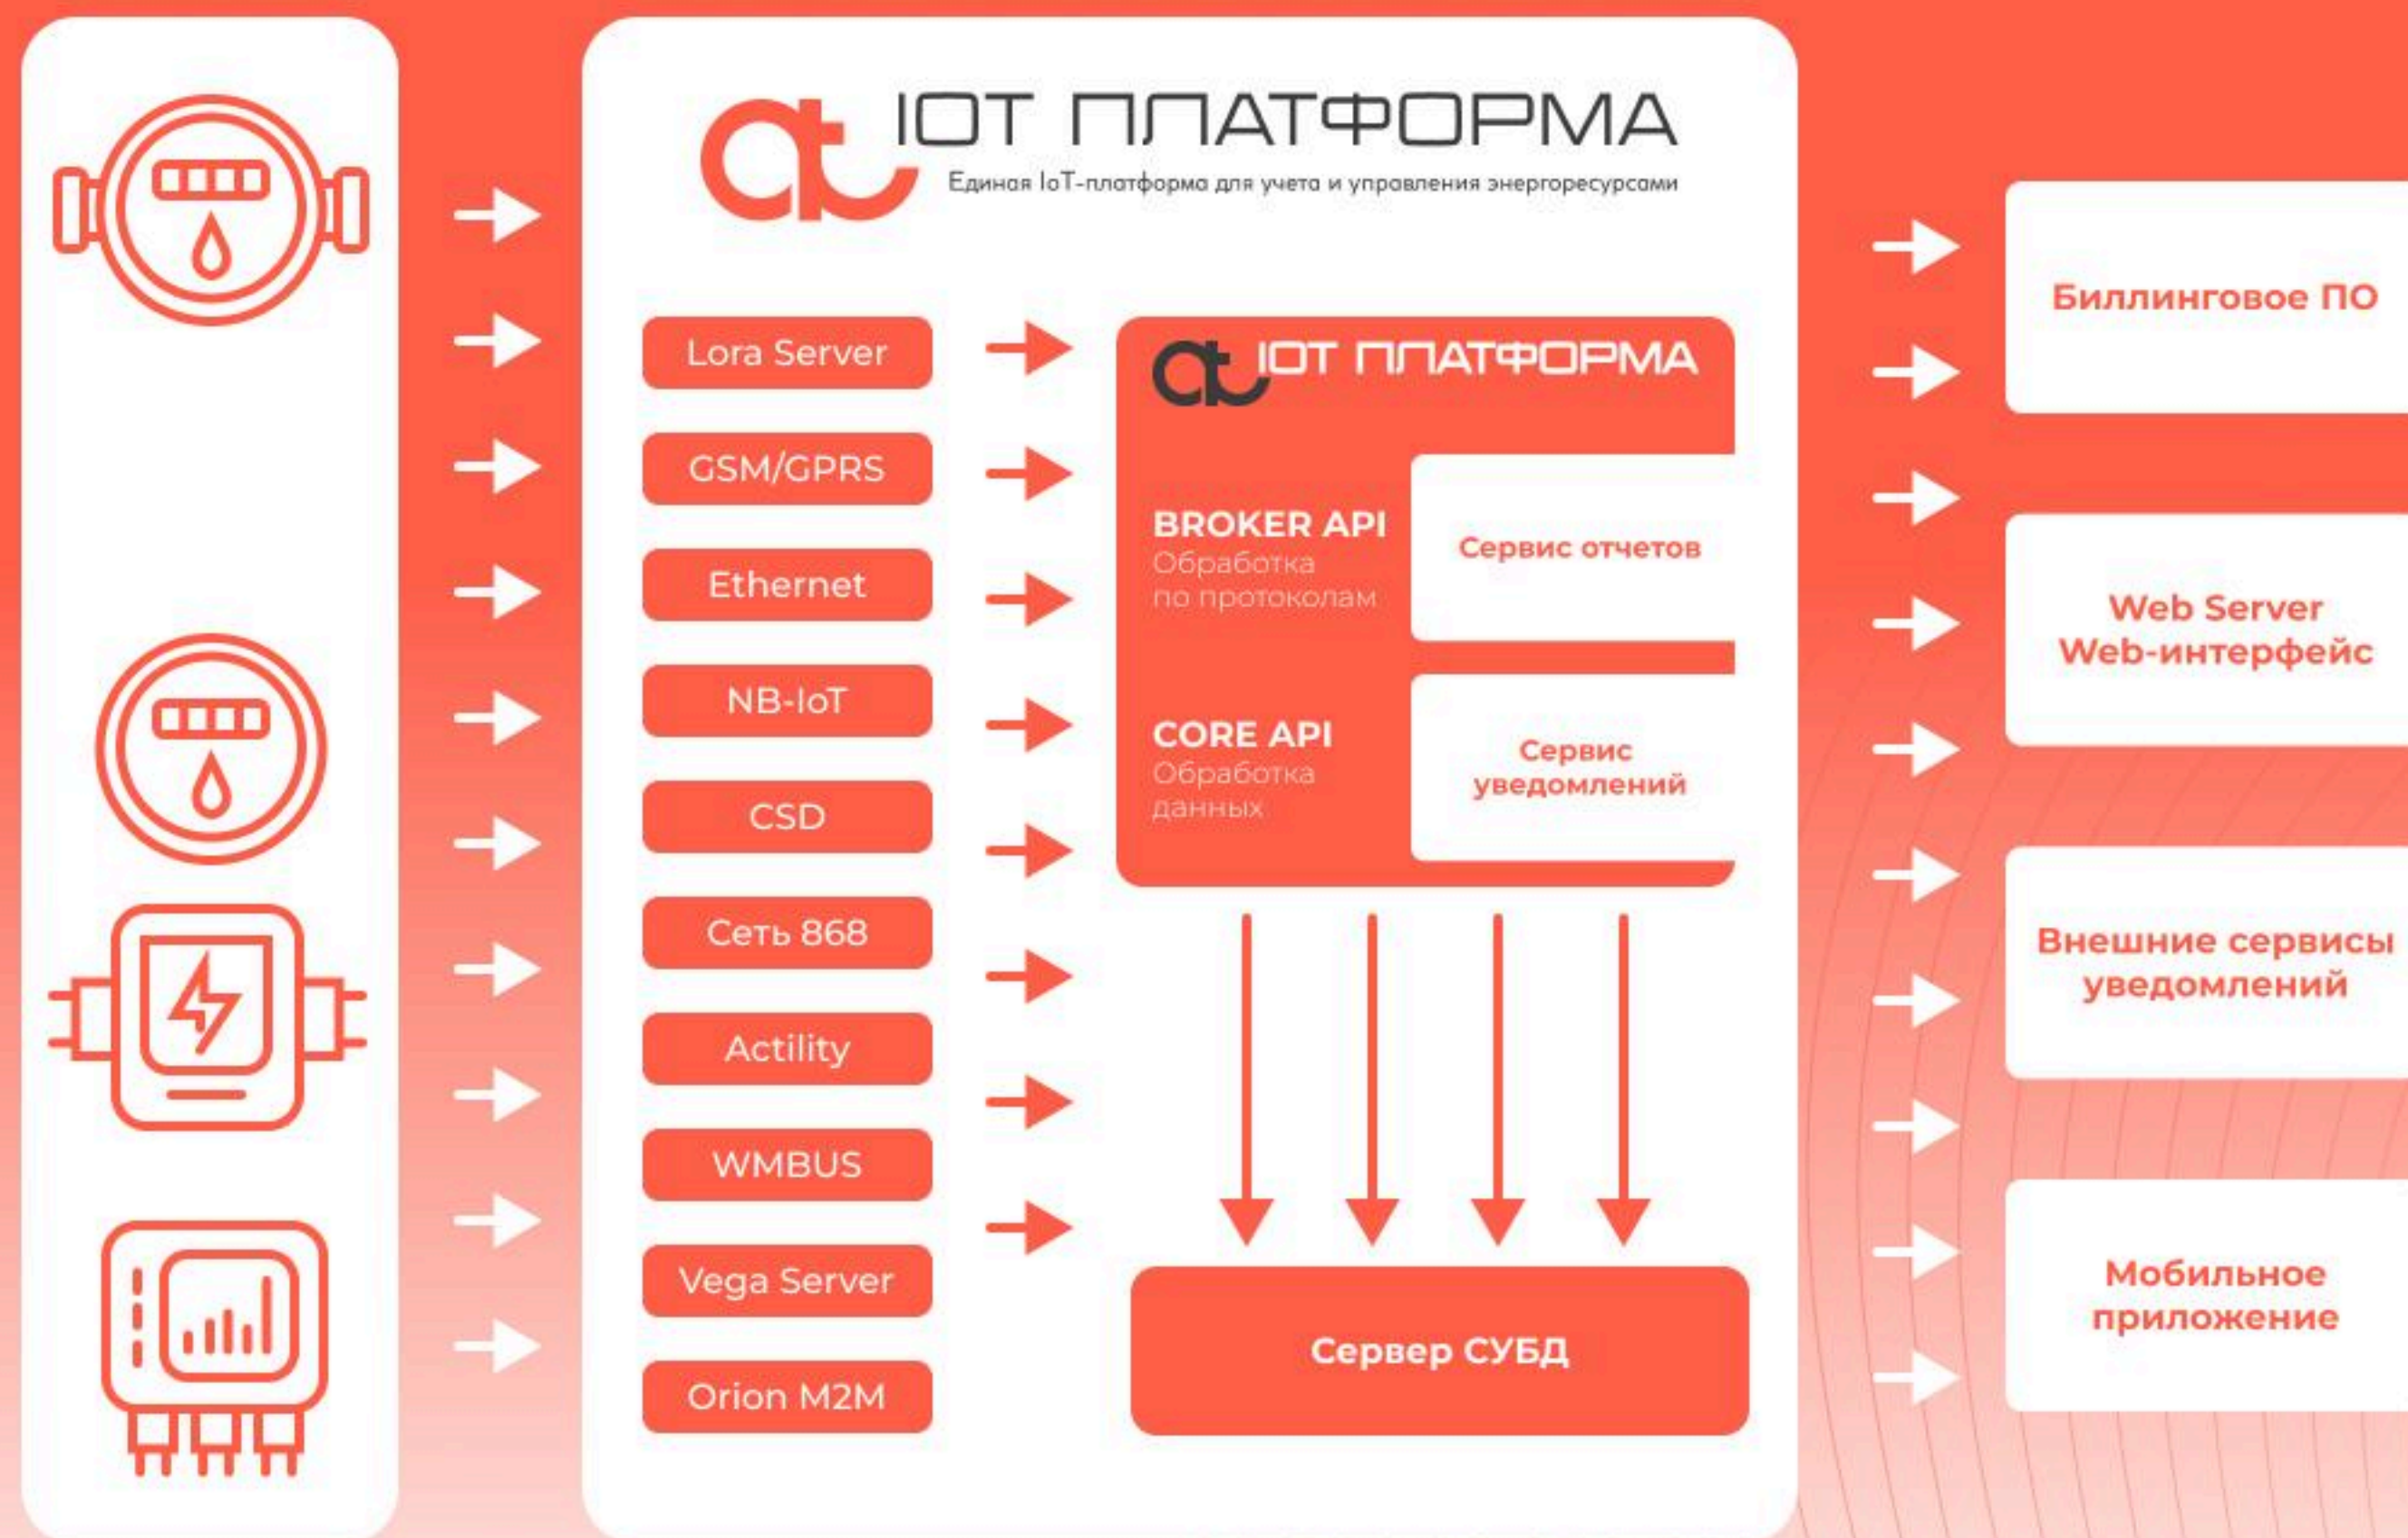 ІОТ ПЛАТФОРМА
Единая IoT-платформа для учета и управления энергоресурсами
Lora Server
GSM/GPRS
Ethernet
NB-IoT
CSD
Сеть 868
Actility
WMBUS
Vega Server
Orion M2M
ІОТ ПЛАТФОРМА
BROKER API
Обработка
по протоколам
Сервис отчетов
CORE API
Обработка
данных
Сервис
уведомлений
Сервер СУБД
Биллинговое ПО
Web Server
Web-интерфейс
Внешние сервисы
уведомлений
Мобильное
приложение